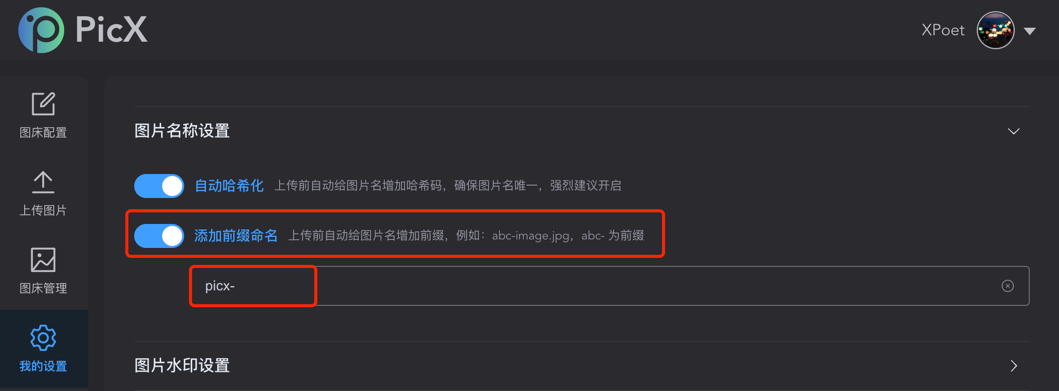 PicX
XPoet
图床配置
上传图片
图床管理
我的设置
图片名称设置
自动哈希化 上传前自动给图片名增加哈希码，确保图片名唯一，强烈建议开启
添加前缀命名 上传前自动给图片名增加前缀，例如：abc-image.jpg，abc- 为前缀
picx-
图片水印设置